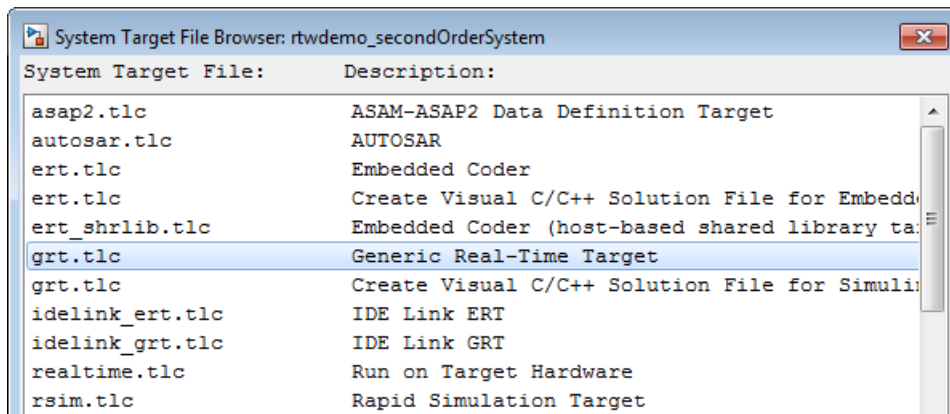 System Target File Browser: rtwdemo_secondOrderSystem
System Target File: Description:
asap2.tlc ASAM-ASAP2 Data Definition Target
autosar.tlc AUTOSAR
ert.tlc Embedded Coder
ert.tlc Create Visual C/C++ Solution File for Embedd
ert_shrlib.tlc Embedded Coder (host-based shared library ta
grt.tlc Generic Real-Time Target
grt.tlc Create Visual C/C++ Solution File for Simuli
idelink_ert.tlc IDE Link ERT
idelink_grt.tlc IDE Link GRT
realtime.tlc Run on Target Hardware
rsim.tlc Rapid Simulation Target